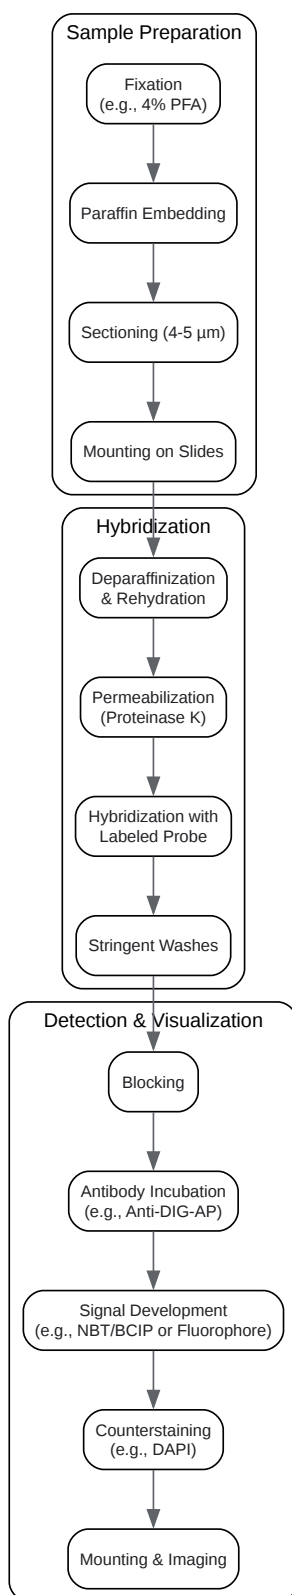 Sample Preparation
Fixation
(e.g., 4% PFA)
Paraffin Embedding
Sectioning (4-5 µm)
Mounting on Slides
Hybridization
Deparaffinization
& Rehydration
Permeabilization
(Proteinase K)
Hybridization with
Labeled Probe
Stringent Washes
Detection & Visualization
Blocking
Antibody Incubation
(e.g., Anti-DIG-AP)
Signal Development
(e.g., NBT/BCIP or Fluorophore)
Counterstaining
(e.g., DAPI)
Mounting & Imaging